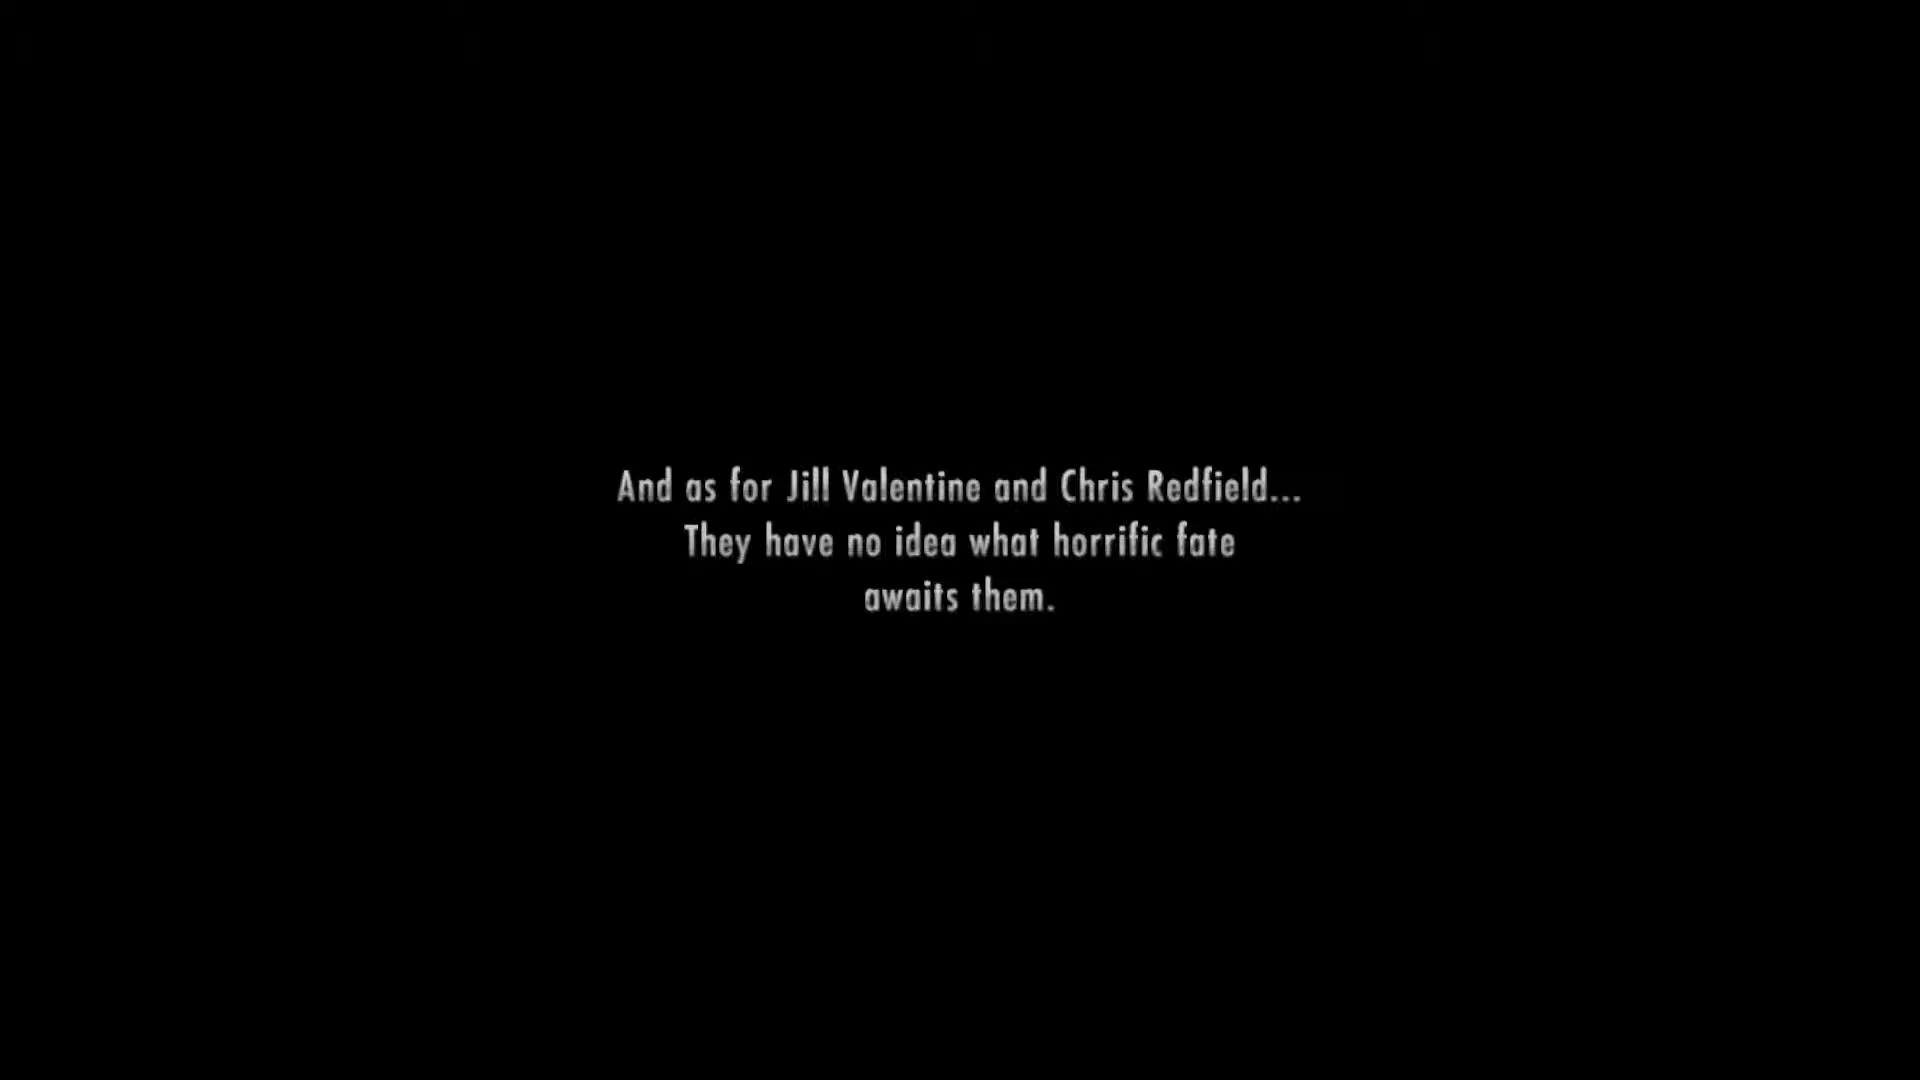 And as for Jill Valentine and Chris Redfield...
They have no idea what horrific fate
awaits them.